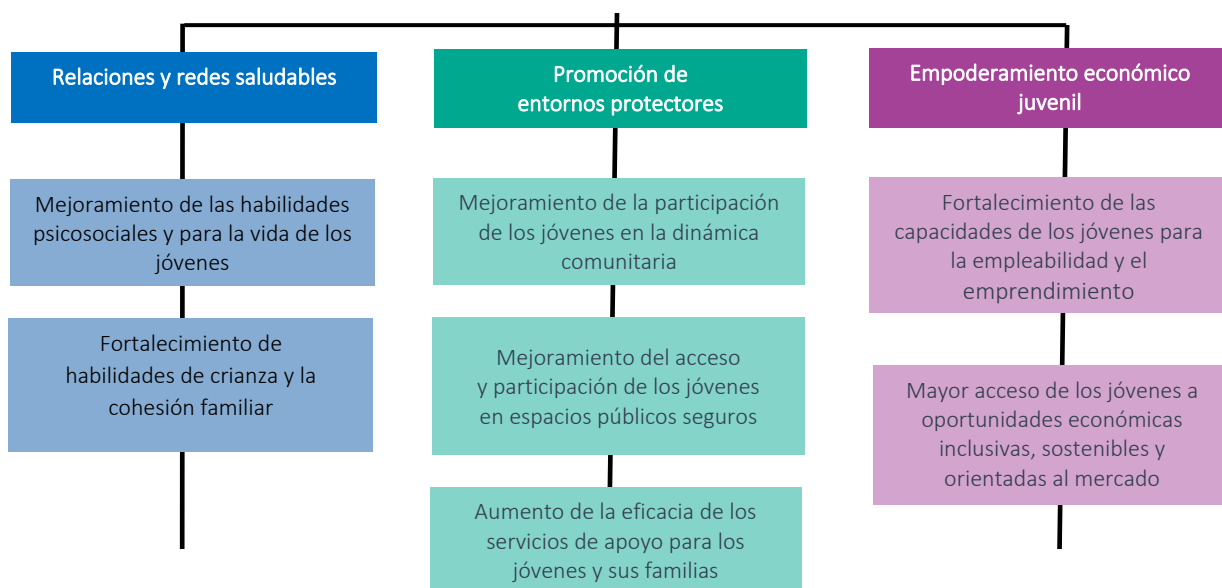 Relaciones y redes saludables
Mejoramiento de las habilidades
psicosociales y para la vida de los
jóvenes
Fortalecimiento de
habilidades de crianza y la
cohesión familiar
Promoción de
entornos protectores
Mejoramiento de la participación
de los jóvenes en la dinámica
comunitaria
Mejoramiento del acceso
y participación de los jóvenes
en espacios públicos seguros
Aumento de la eficacia de los
servicios de apoyo para los
jóvenes y sus familias
Empoderamiento económico
juvenil
Fortalecimiento de las
capacidades de los jóvenes para
la empleabilidad y el
emprendimiento
Mayor acceso de los jóvenes a
oportunidades económicas
inclusivas, sostenibles y
orientadas al mercado